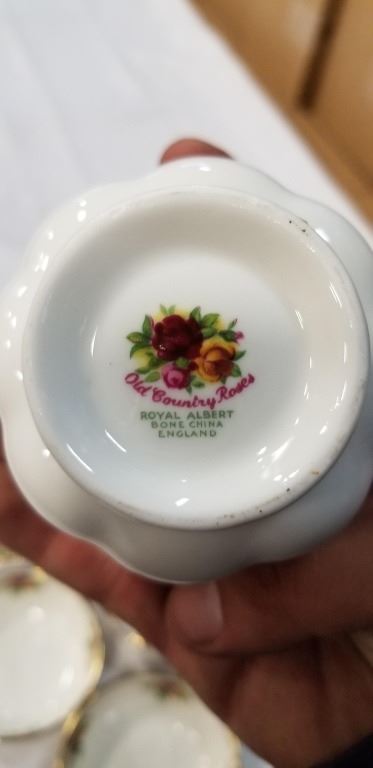 Old Country Roses
ROYAL ALBERT
BONE CHINA
ENGLAND